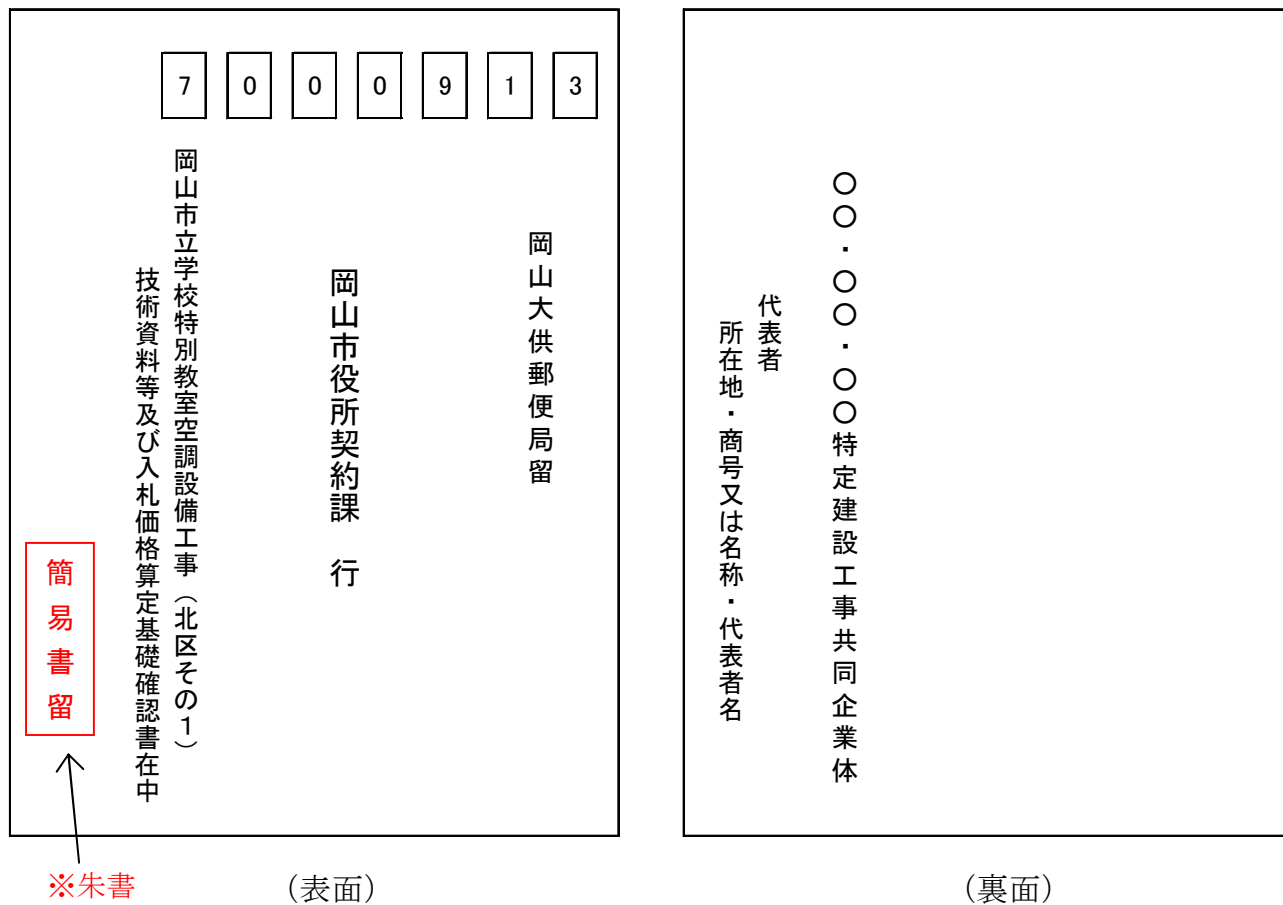 7000913
岡山大供郵便局留
岡山市役所契約課　行
岡山市立学校特別教室空調設備工事（北区その１）
技術資料等及び入札価格算定基礎確認書在中
簡易書留
※朱書
（表面）
〇〇・〇〇・〇〇特定建設工事共同企業体
代表者
所在地・商号又は名称・代表者名
（裏面）